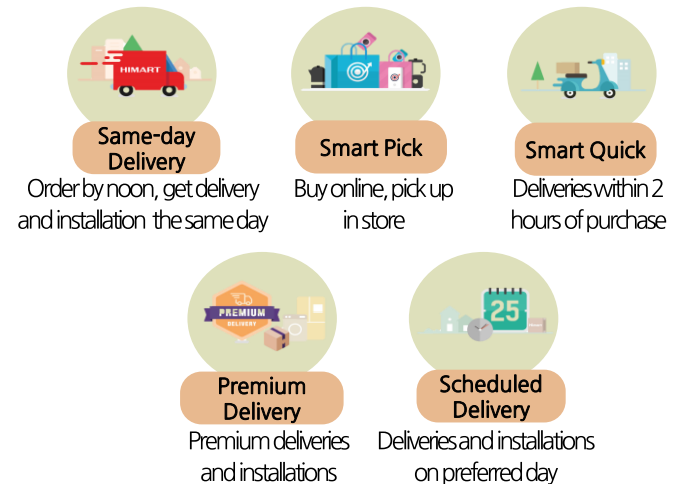 HIMART
Same-day
Delivery
Order by noon, get delivery
and installation the same day
Smart Pick
Buy online, pick up
in store
Smart Quick
Deliveries within 2
hours of purchase
PREMIUM
DELIVERY
Premium
Delivery
Premium deliveries
and installations
25
Scheduled
Delivery
Deliveries and installations
on preferred day